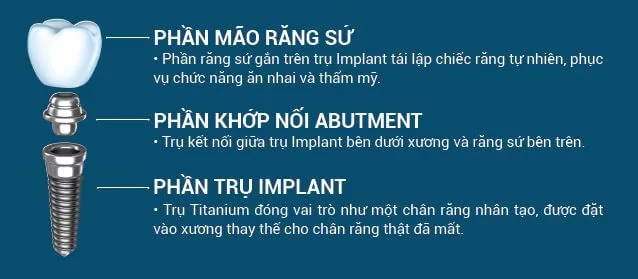 PHẦN MÃO RĂNG SỨ
• Phần răng sứ gắn trên trụ Implant tái lập chiếc răng tự nhiên, phục
vụ chức năng ăn nhai và thẩm mỹ.
PHẦN KHỚP NỐI ABUTMENT
• Trụ kết nối giữa trụ Implant bên dưới xương và răng sứ bên trên.
PHẦN TRỤ IMPLANT
• Trụ Titanium đóng vai trò như một chân răng nhân tạo, được đặt
vào xương thay thế cho chân răng thật đã mất.